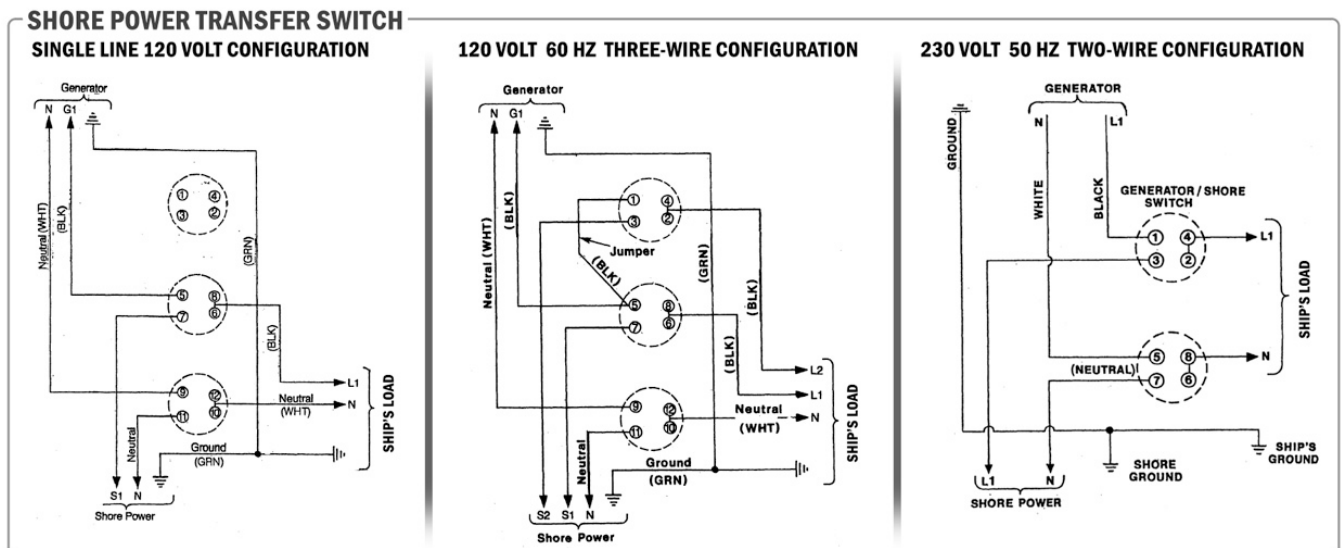 SHORE POWER TRANSFER SWITCH
SINGLE LINE 120 VOLT CONFIGURATION
Generator
N G1
Neutral (WHT)
(BLK)
(GRN)
1 4
3 2
5 8
7 6
(BLK)
9 12
11 10
L1
Neutral
(WHT)
N
SHIP'S LOAD
Neutral
Ground
(GRN)
S1 N
Shore Power
120 VOLT 60 HZ THREE-WIRE CONFIGURATION
Generator
N G1
Neutral (WHT)
(BLK)
1 4
3 2
Jumper
(BLK)
(GRN)
(BLK)
5 8
7 6
(BLK)
L2
L1
9 12
11 10
Neutral
(WHT)
N
SHIP'S LOAD
Neutral
Ground
(GRN)
S2 S1 N
Shore Power
230 VOLT 50 HZ TWO-WIRE CONFIGURATION
GENERATOR
N L1
GROUND
WHITE
BLACK
GENERATOR/SHORE
SWITCH
1 4
3 2
L1
SHIP'S LOAD
5 8
7 6
(NEUTRAL)
N
SHORE
GROUND
SHIP'S
GROUND
L1 N
SHORE POWER